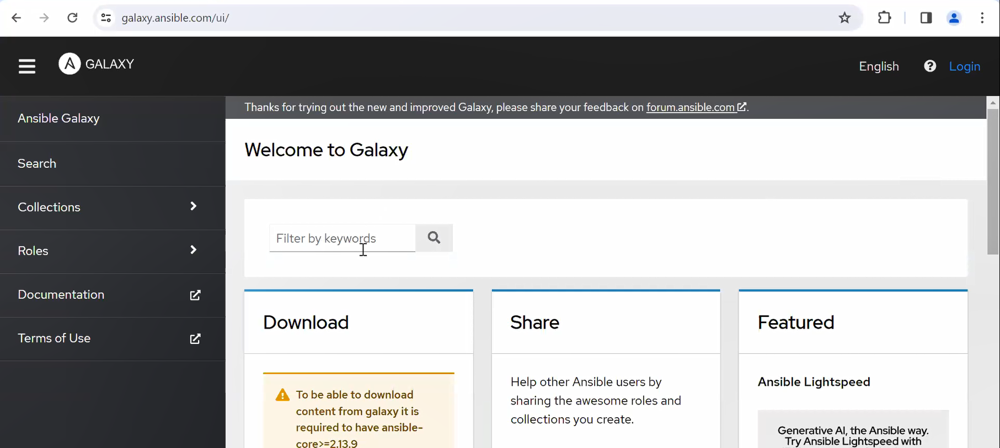 galaxy.ansible.com/ui/
GALAXY
English
Login
Ansible Galaxy
Search
Collections
Roles
Documentation
Terms of Use
Thanks for trying out the new and improved Galaxy, please share your feedback on forum.ansible.com.
Welcome to Galaxy
Filter by keywords
Download
To be able to download
content from galaxy it is
required to have ansible-
core>=2.13.9
Share
Help other Ansible users by
sharing the awesome roles and
collections you create.
Featured
Ansible Lightspeed
Generative AI, the Ansible way.
Try Ansible Lightspeed with